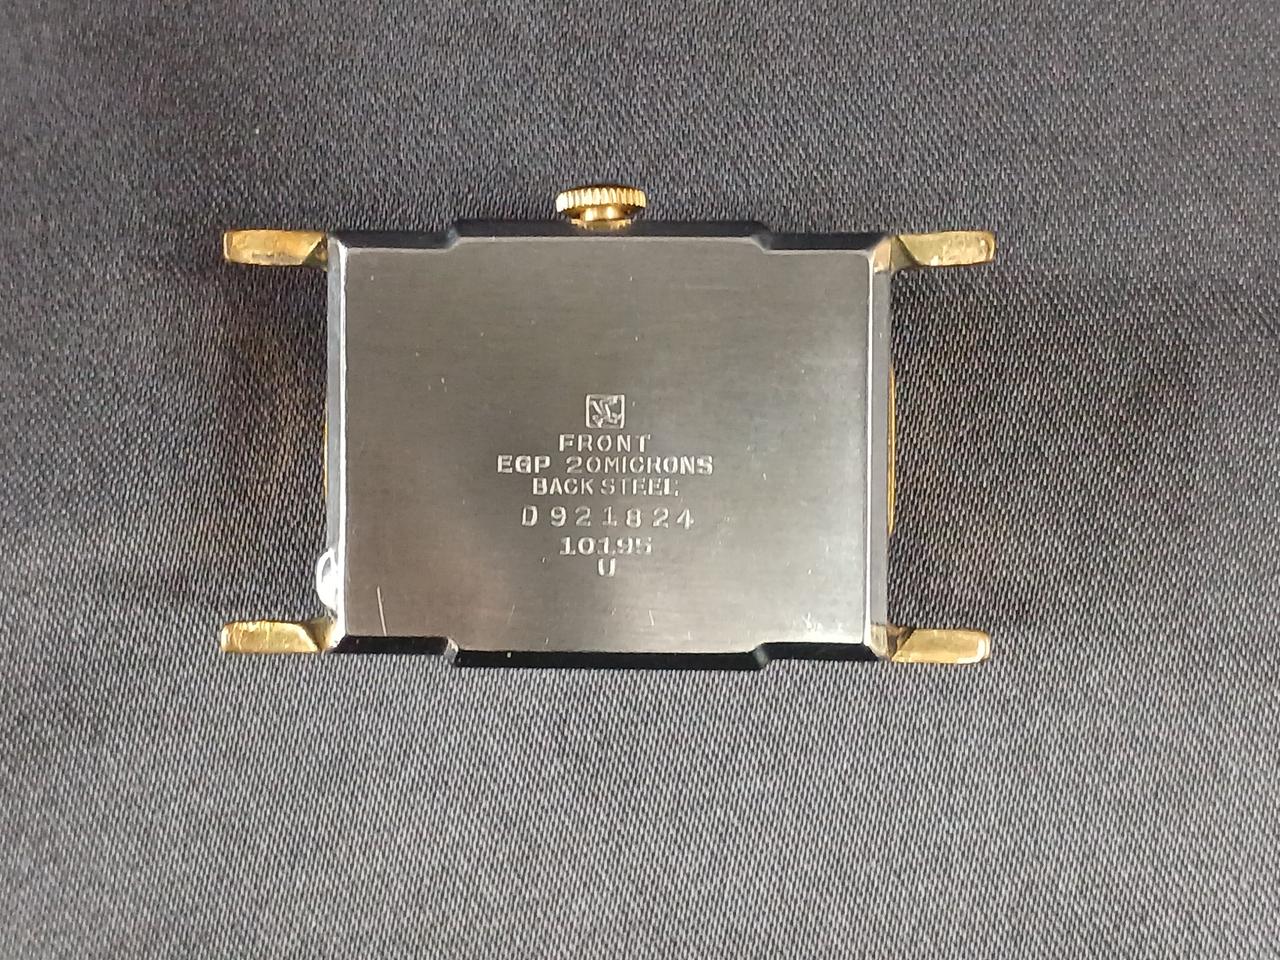 FRONT
EGP 20MICRONS
BACK STEEL
D921824
10195
U